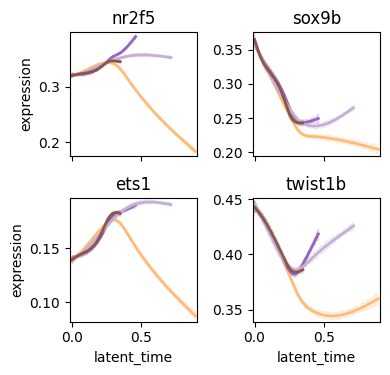 nr2f5
sox9b
expression
0.3
0.2
0.35
0.30
0.25
0.20
ets1
twist1b
expression
0.15
0.10
0.45
0.40
0.35
0.0
0.5
0.0
0.5
latent_time
latent_time